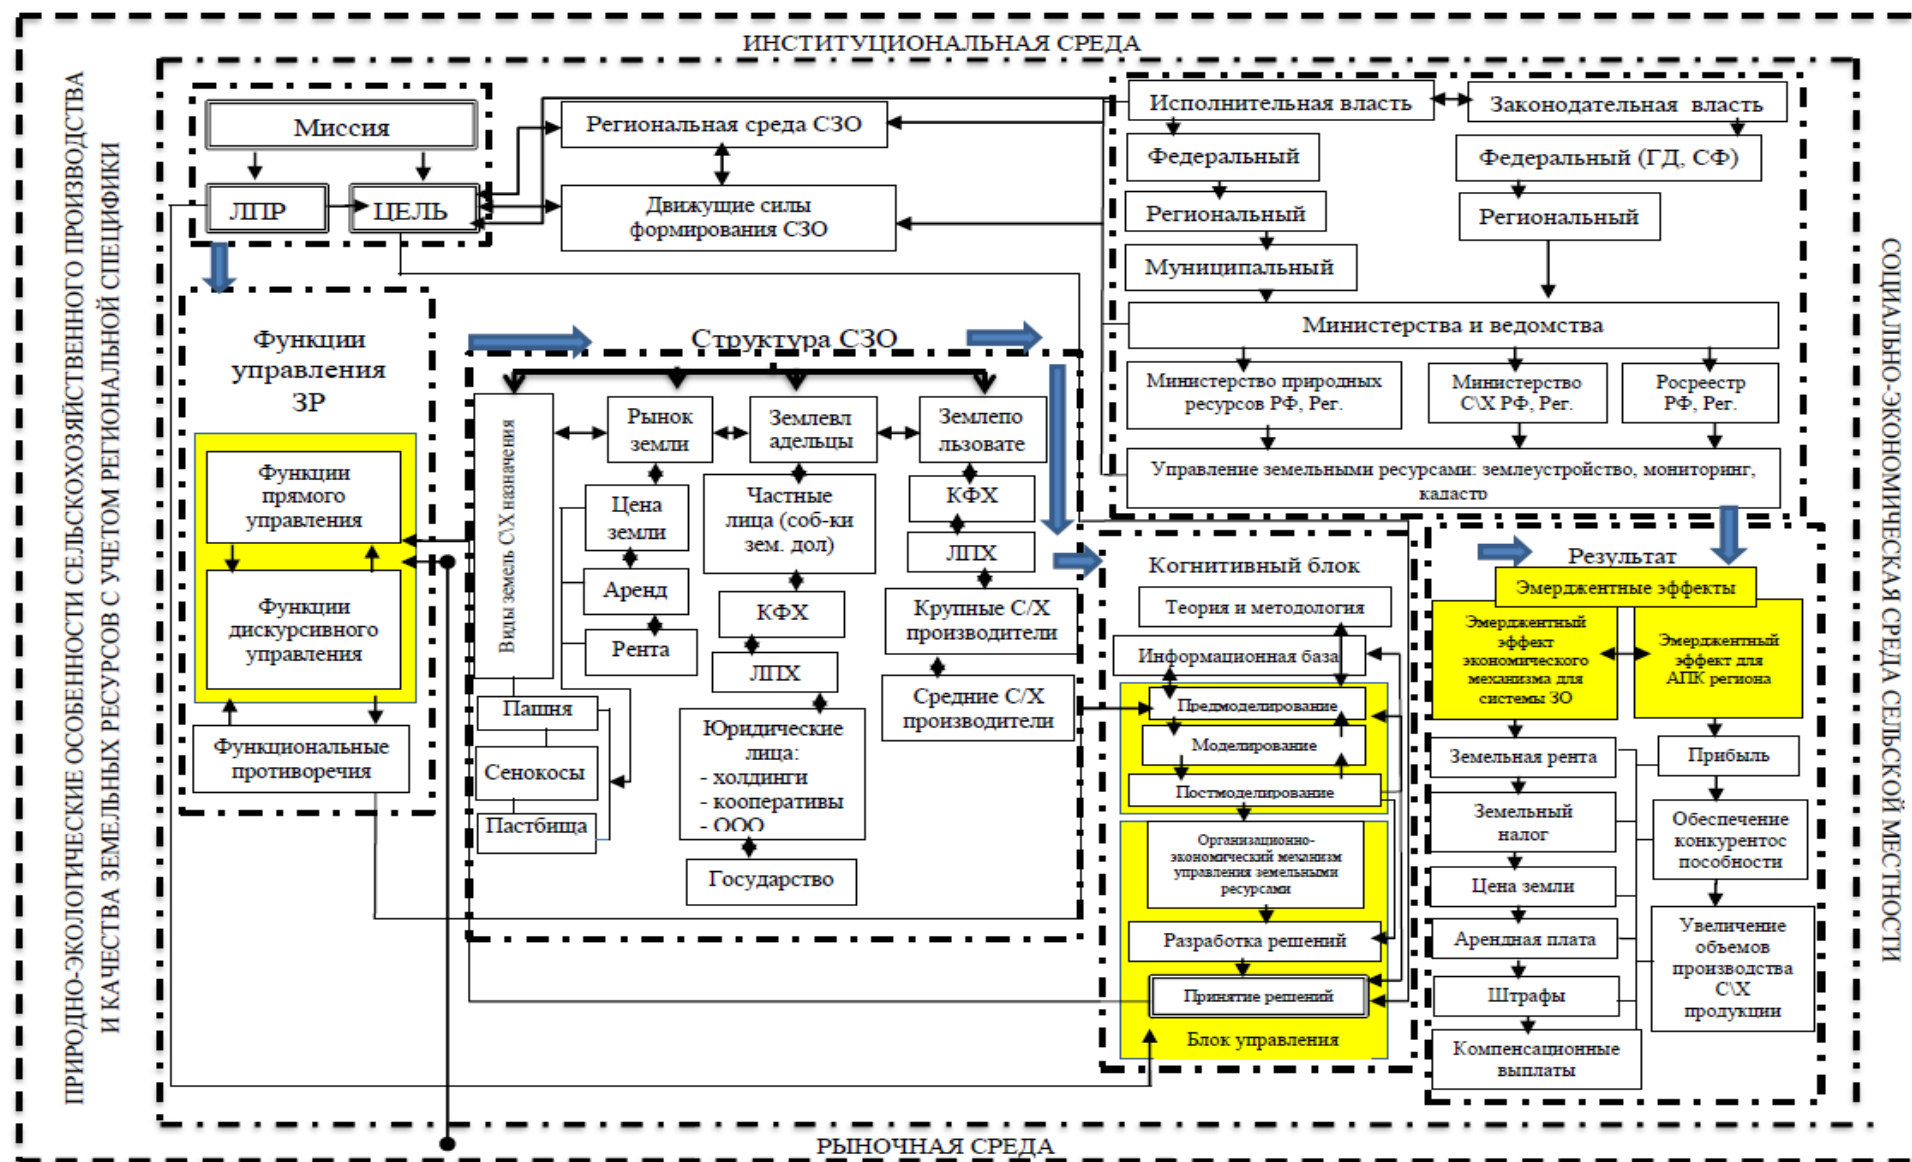 ИНСТИТУЦИОНАЛЬНАЯ СРЕДА
ПРИРОДНО-ЭКОЛОГИЧЕСКИЕ ОСОБЕННОСТИ СЕЛЬСКОХОЗЯЙСТВЕННОГО ПРОИЗВОДСТВА
И КАЧЕСТВА ЗЕМЕЛЬНЫХ РЕСУРСОВ С УЧЕТОМ РЕГИОНАЛЬНОЙ СПЕЦИФИКИ
Миссия
ЛПР
ЦЕЛЬ
Региональная среда СЗО
Движущие силы
формирования СЗО
Исполнительная власть
Законодательная власть
Федеральный
Федеральный (ГД, СФ)
Региональный
Региональный
Муниципальный
Министерства и ведомства
Министерство природных
ресурсов РФ, Рег.
Министерство
С\Х РФ, Рег.
Росреестр
РФ, Рег.
Управление земельными ресурсами: землеустройство, мониторинг,
кадастр
Функции
управления
ЗР
Функции
прямого
управления
Функции
дискурсивного
управления
Функциональные
противоречия
Структура СЗО
Виды земель СХ назначения
Пашня
Сенокосы
Пастбища
Рынок
земли
Цена
земли
Аренд
Рента
Землевл
адельцы
Частные
лица (соб-ки
зем. дол)
КФХ
ЛПХ
Юридические
лица:
- холдинги
- кооперативы
- ООО
Государство
Землепо
льзовате
КФХ
ЛПХ
Крупные С/Х
производители
Средние С/Х
производители
Когнитивный блок
Теория и методология
Информационная база
Предмоделирование
Моделирование
Постмоделирование
Организационно-
экономический механизм
управления земельными
ресурсами
Разработка решений
Принятие решений
Блок управления
Результат
Эмерджентные эффекты
Эмерджентный
эффект
экономического
механизма для
системы ЗО
Эмерджентный
эффект для
АПК региона
Земельная рента
Земельный
налог
Цена земли
Арендная плата
Штрафы
Компенсационные
выплаты
Прибыль
Обеспечение
конкурентос
пособности
Увеличение
объемов
производства
С\Х
продукции
СОЦИАЛЬНО-ЭКОНОМИЧЕСКАЯ СРЕДА СЕЛЬСКОЙ МЕСТНОСТИ
РЫНОЧНАЯ СРЕДА